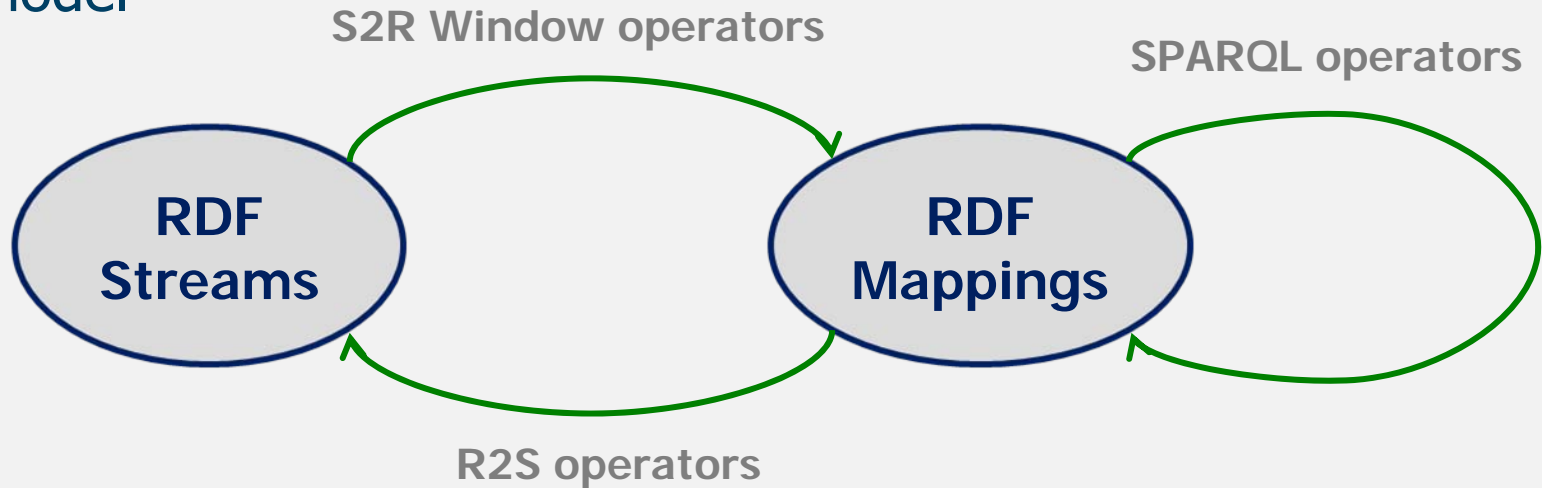 S2R Window operators
SPARQL operators
RDF
Streams
RDF
Mappings
R2S operators